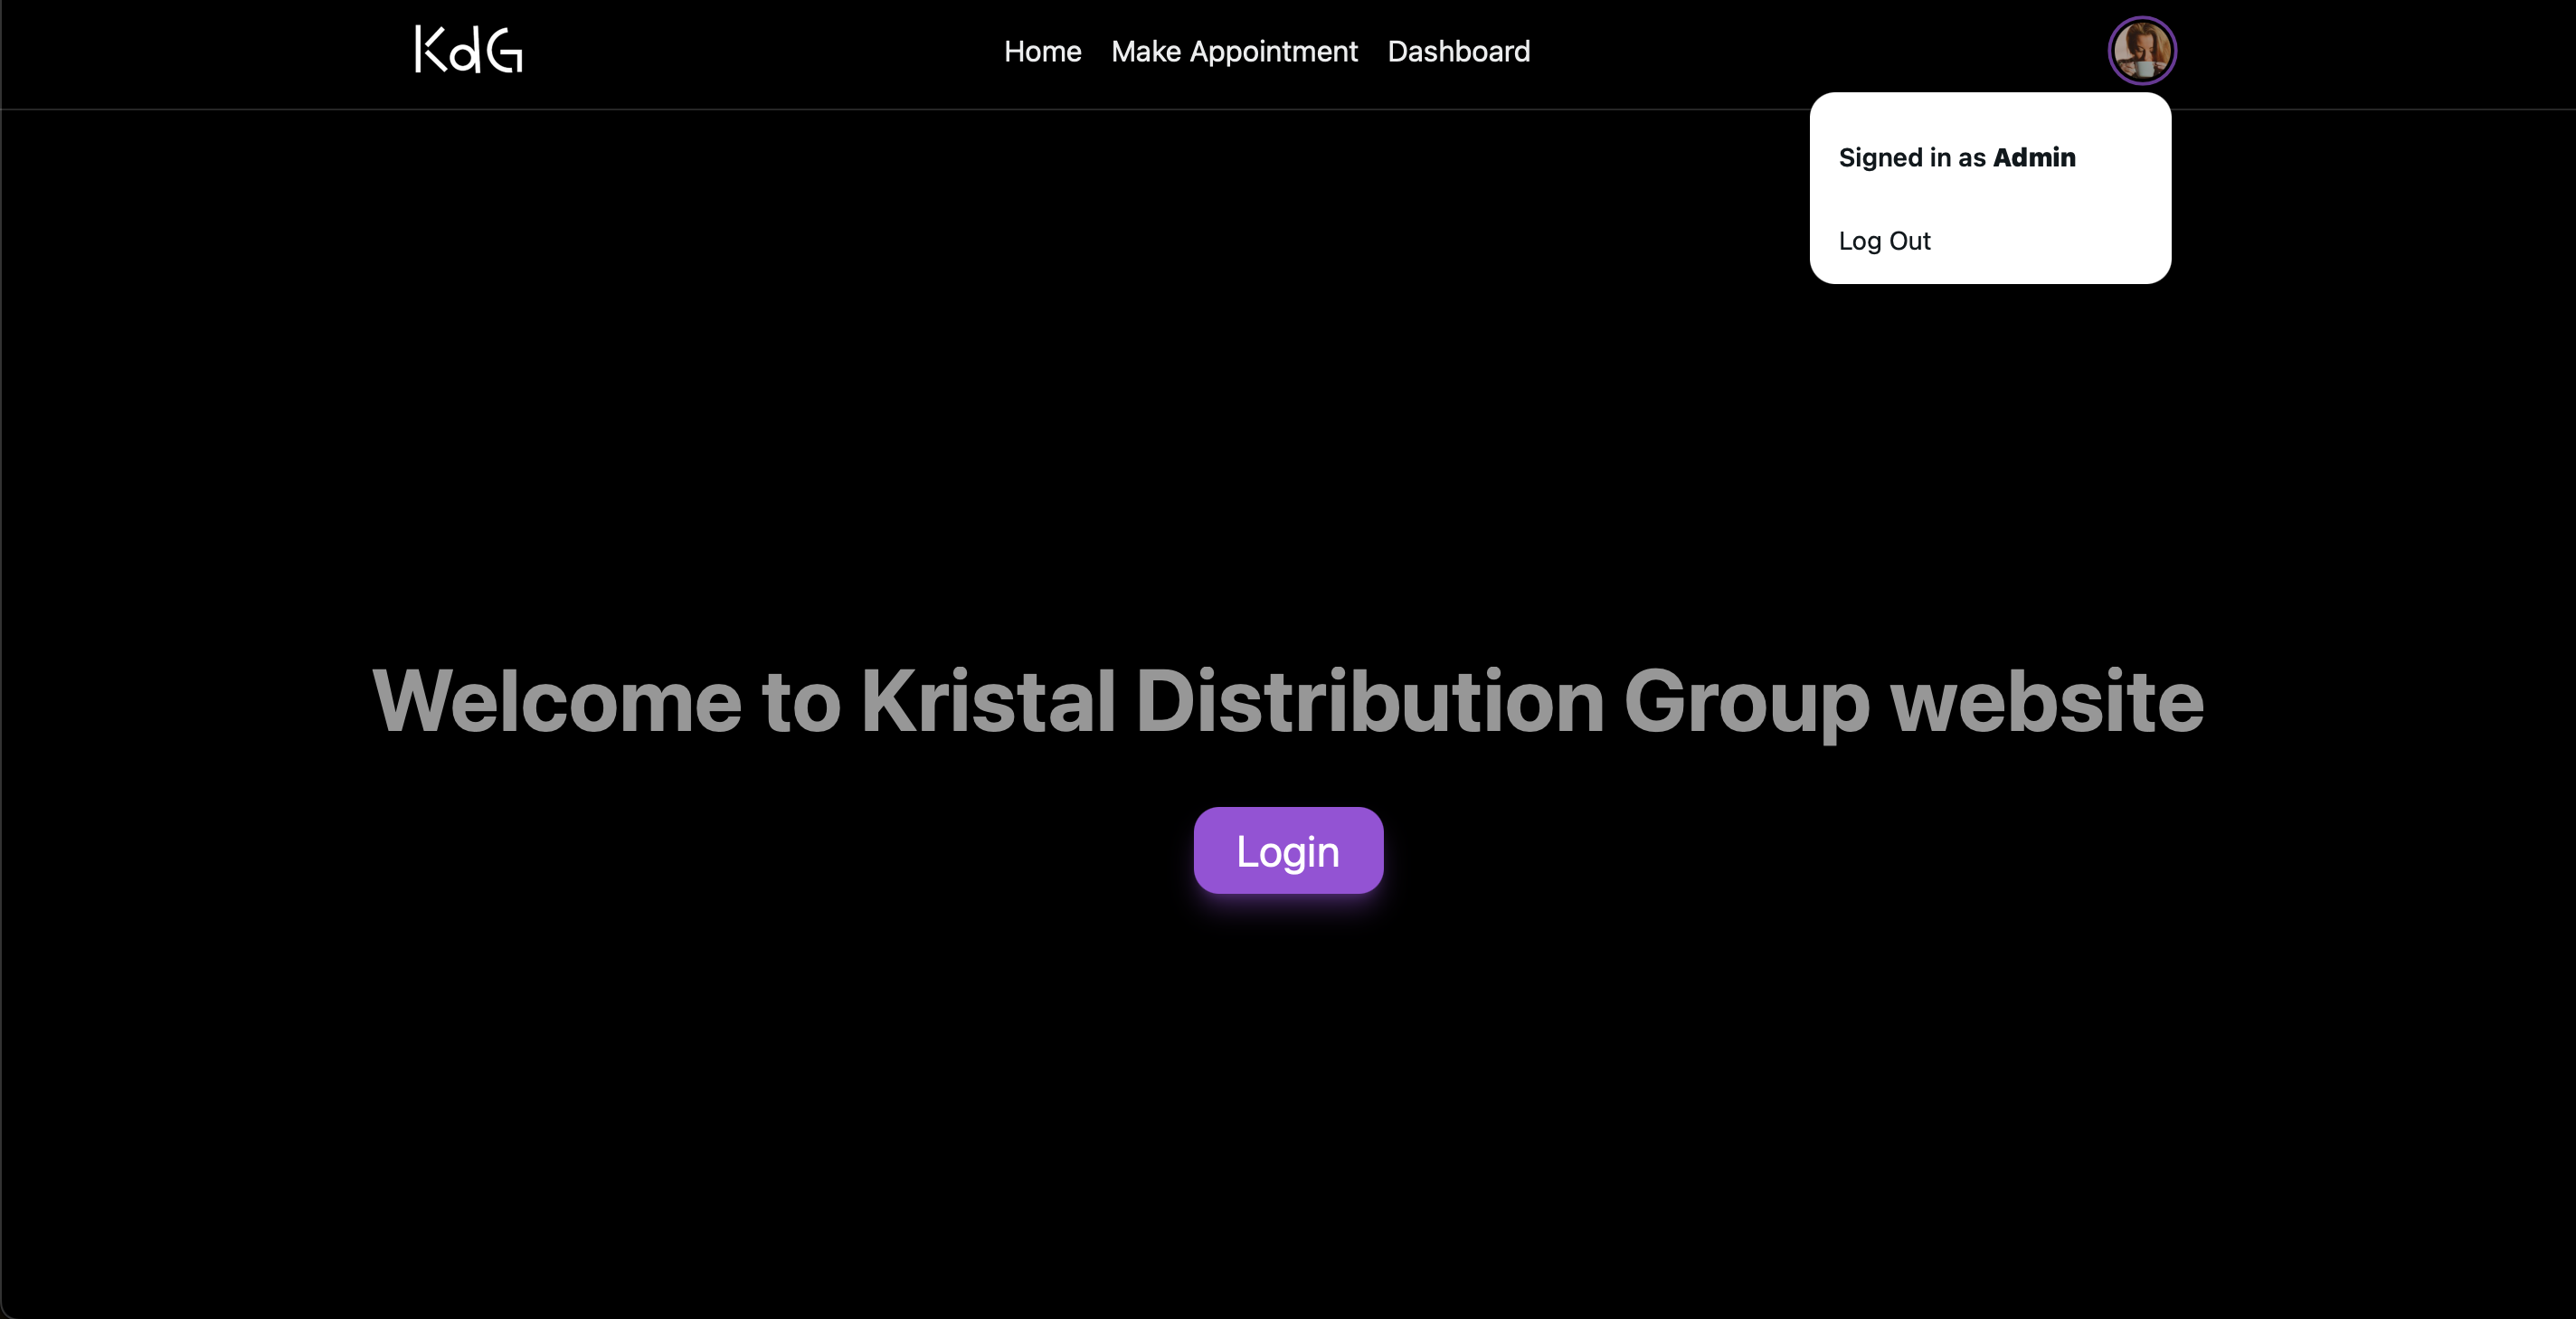 KdG
Home Make Appointment Dashboard
Signed in as Admin
Log Out
Welcome to Kristal Distribution Group website
Login